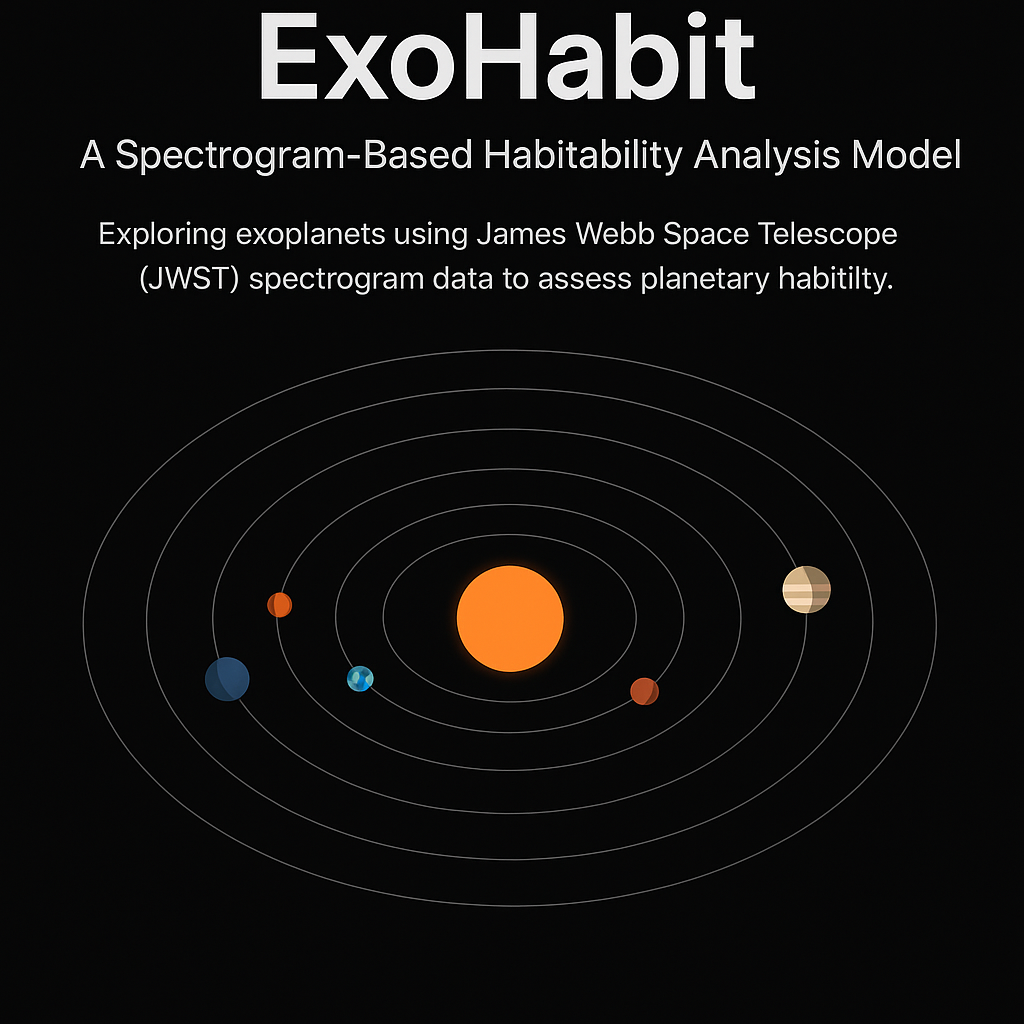 ExoHabit
A Spectrogram-Based Habitability Analysis Model
Exploring exoplanets using James Webb Space Telescope
(JWST) spectrogram data to assess planetary habitilty.